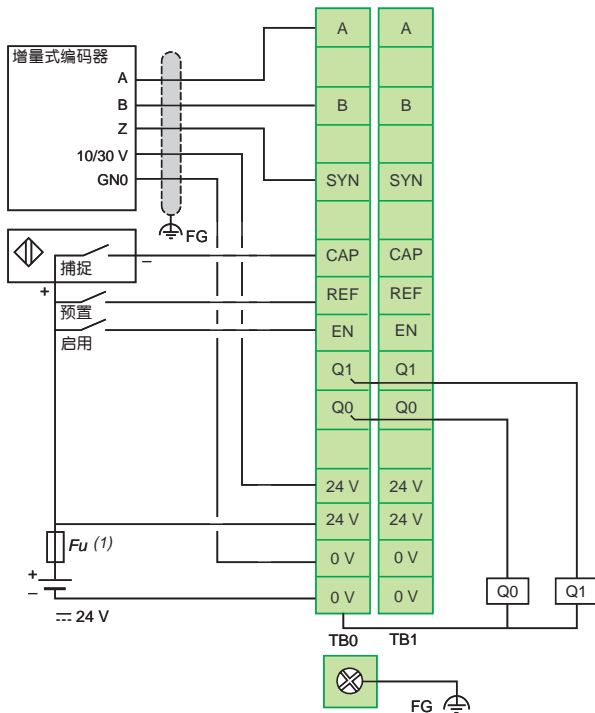 增量式编码器
A
B
Z
10/30 V
GN0
FG
捕捉
–
+
预置
启用
Fu (1)
+
–
24 V
A A
B B
SYN SYN
CAP CAP
REF REF
EN EN
Q1 Q1
Q0 Q0
24 V 24 V
24 V 24 V
0 V 0 V
0 V 0 V
Q0 Q1
TB0 TB1
FG